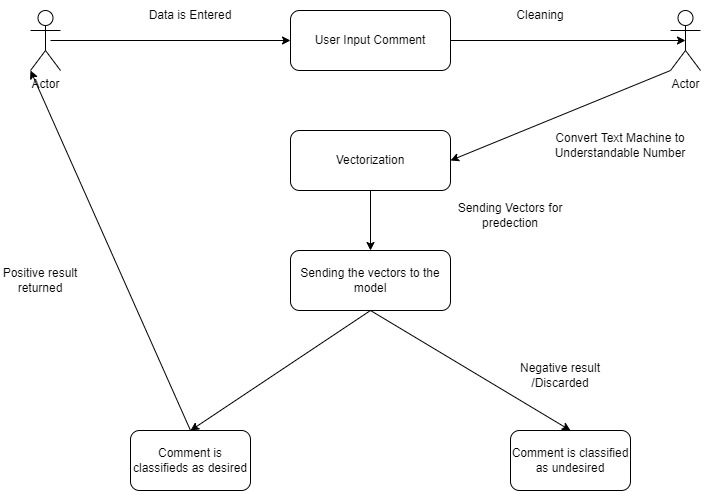 Data is Entered
Cleaning
User Input Comment
Actor
Actor
Convert Text Machine to
Understandable Number
Vectorization
Sending Vectors for
predection
Sending the vectors to the
model
Positive result
returned
Negative result
/Discarded
Comment is
classifieds as desired
Comment is classified
as undesired